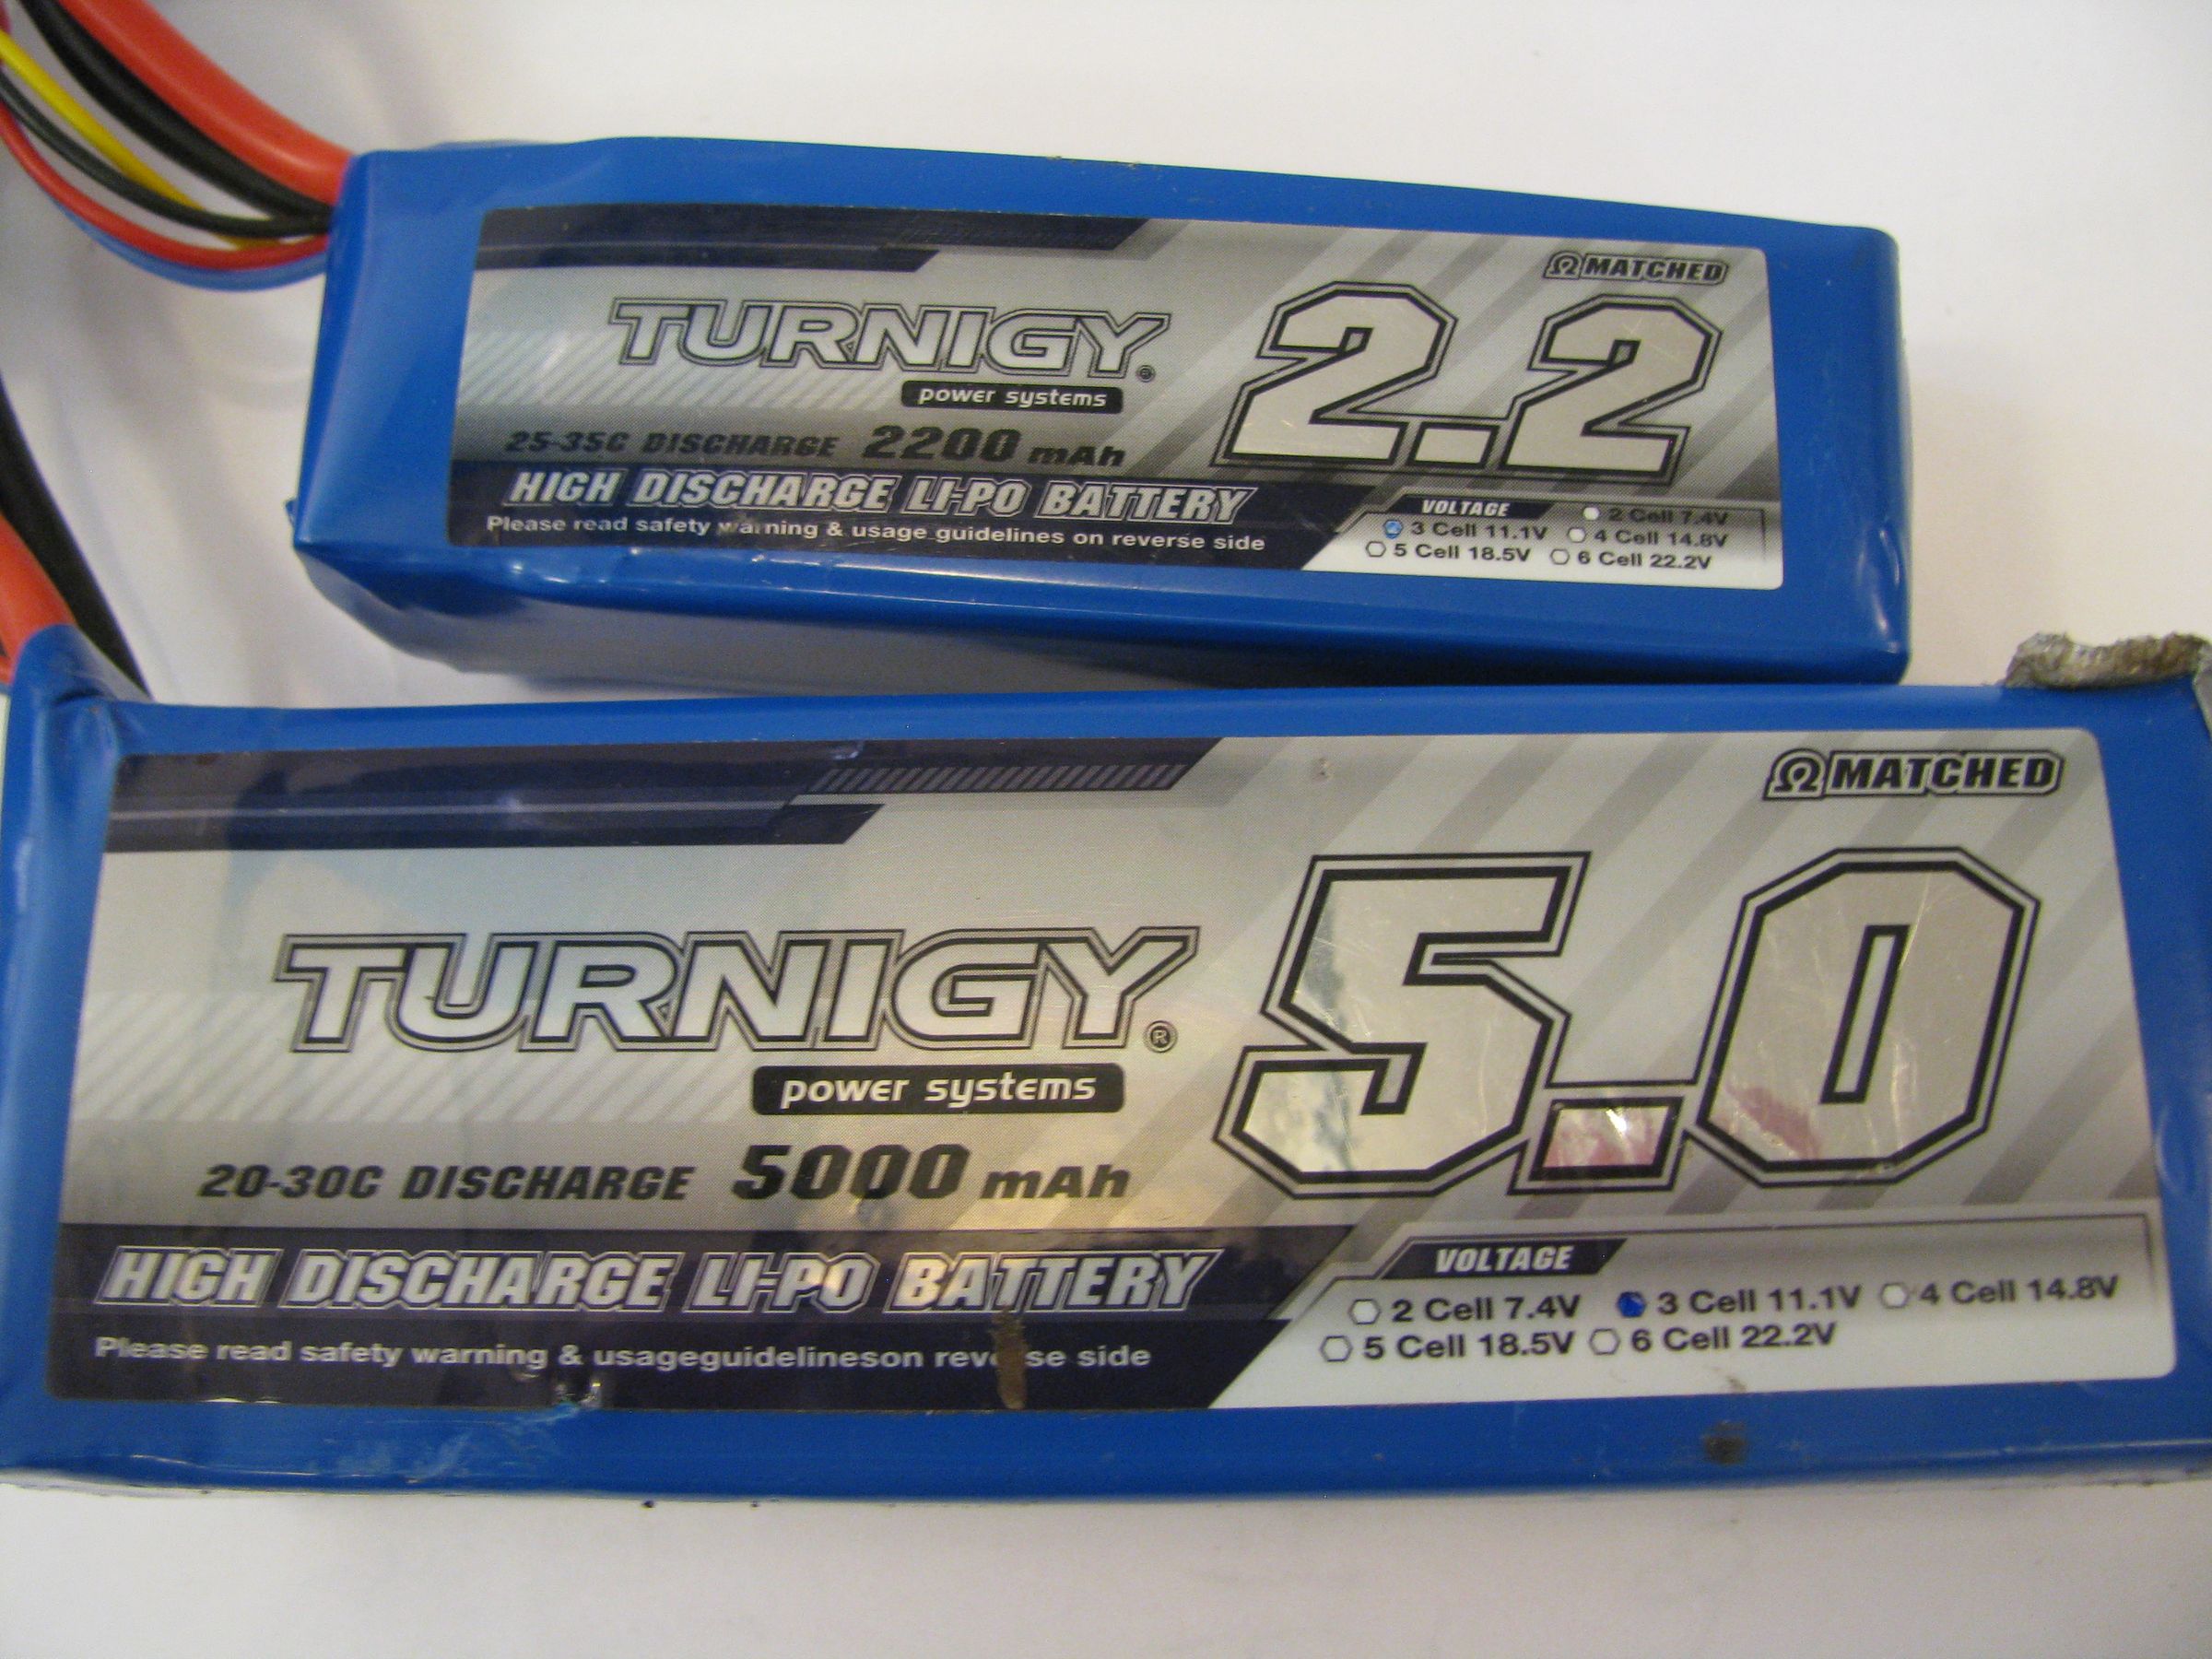 Ω MATCHED
TURNIGY®
2.2
power systems
25-35C DISCHARGE 2200 mAh
HIGH DISCHARGE LI-PO BATTERY
Please read safety warning & usage guidelines on reverse side
VOLTAGE
2 Cell 7.4V
3 Cell 11.1V 4 Cell 14.8V
5 Cell 18.5V 6 Cell 22.2V
Ω MATCHED
TURNIGY®
5.0
power systems
20-30C DISCHARGE 5000 mAh
HIGH DISCHARGE LI-PO BATTERY
Please read safety warning & usageguidelineson reverse side
VOLTAGE
2 Cell 7.4V 3 Cell 11.1V 4 Cell 14.8V
5 Cell 18.5V 6 Cell 22.2V